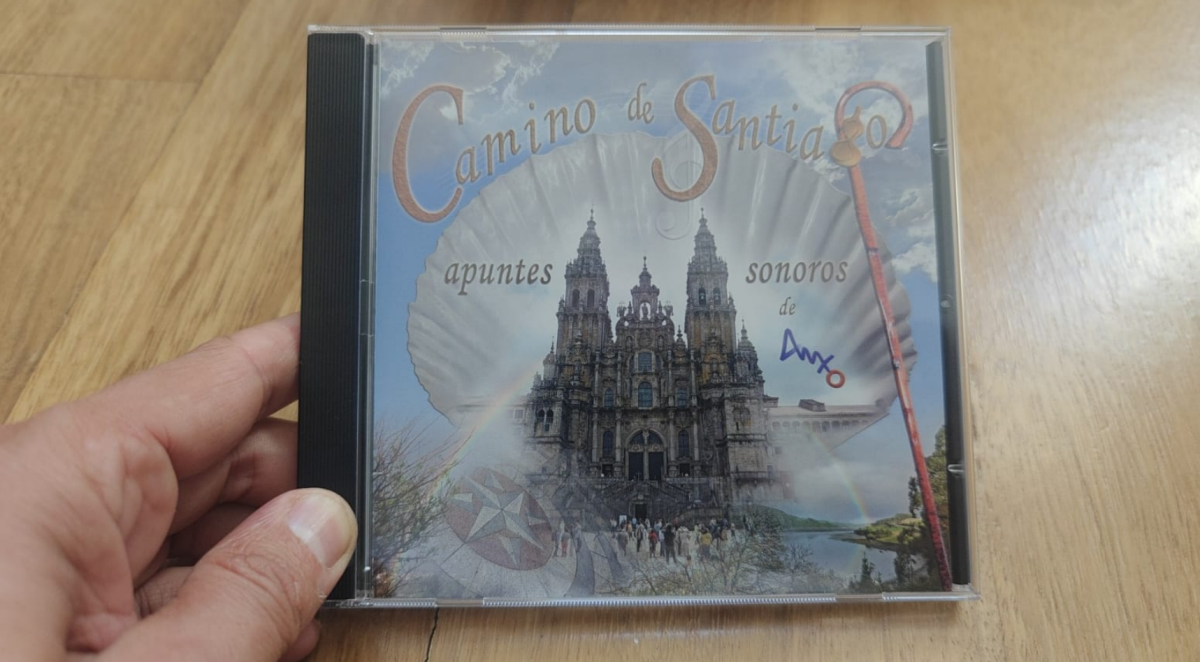 Camino de Santiago
apuntes sonoros
de
Anxo